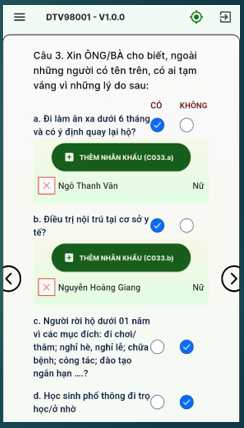 DTV98001 - V1.0.0
Câu 3. Xin ÔNG/BÀ cho biết, ngoài
những người có tên trên, có ai tạm
vắng vì những lý do sau:
CÓ KHÔNG
a. Đi làm ăn xa dưới 6 tháng
và có ý định quay lại hộ?
THÊM NHÂN KHẨU (C033.a)
Ngô Thanh Vân Nữ
b. Điều trị nội trú tại cơ sở y
tế?
THÊM NHÂN KHẨU (C033.b)
Nguyễn Hoàng Giang Nữ
c. Người rời hộ dưới 01 năm
vì các mục đích: đi chơi/
thăm; nghỉ hè, nghỉ lễ; chữa
bệnh; công tác; đào tạo
ngắn hạn ....?
d. Học sinh phổ thông đi trọ
học/ở nhờ